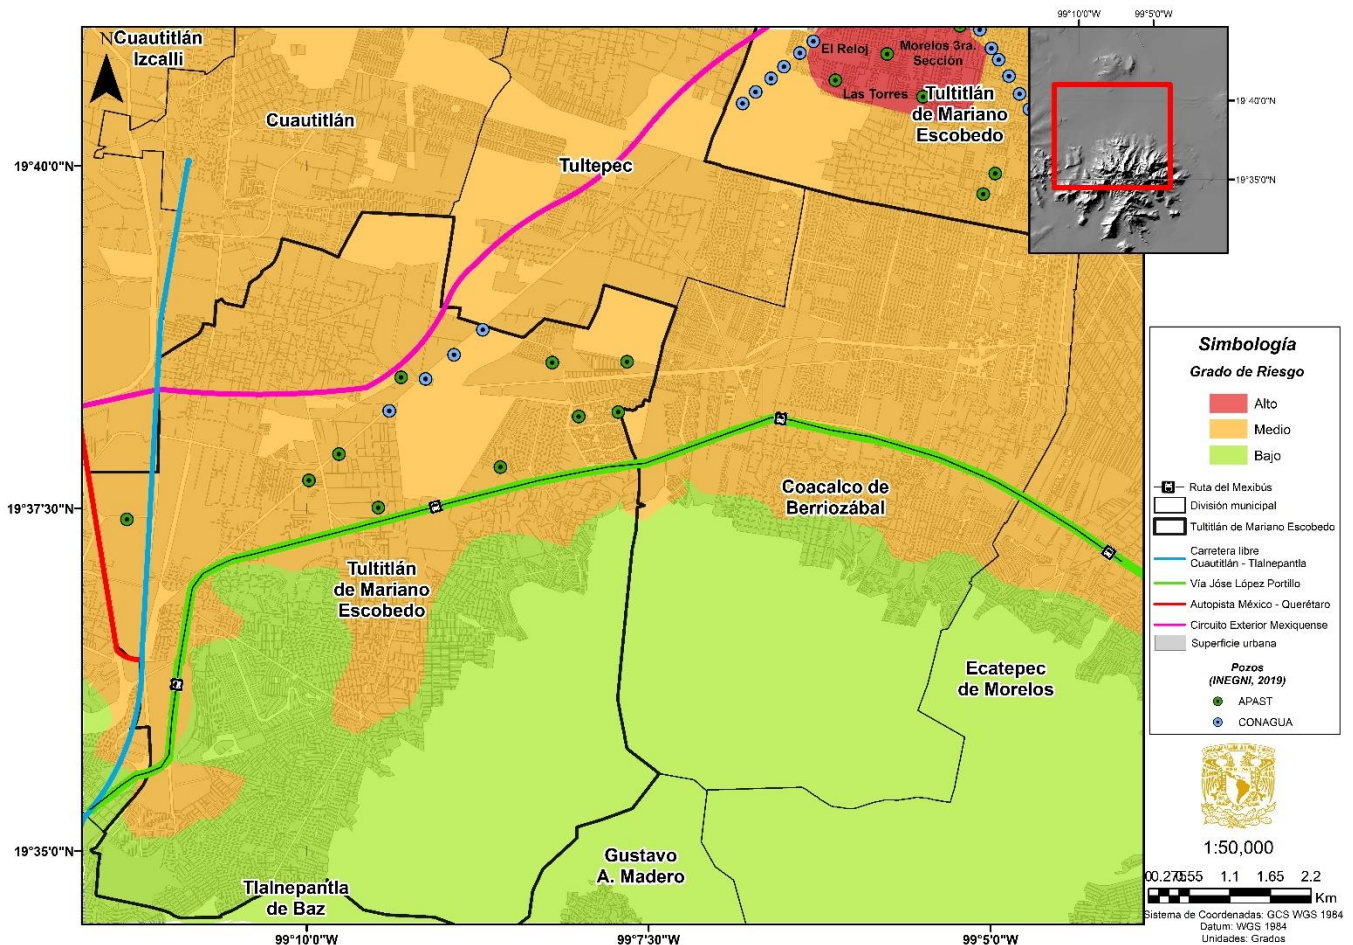 99°10'0"W
99°5'0"W
N
Cuautitlán
Izcalli
El Reloj
Morelos 3ra.
Sección
Las Torres
Tultitlán
de Mariano
Escobedo
19°40'0"N
19°35'0"N
Cuautitlán
Tultepec
19°40'0"N
19°37'30"N
19°35'0"N
Coacalco de
Berriozábal
Tultitlán
de Mariano
Escobedo
Ecatepec
de Morelos
Gustavo
A. Madero
Tlalnepantla
de Baz
99°10'0"W
99°7'30"W
99°5'0"W
Simbología
Grado de Riesgo
Alto
Medio
Bajo
Ruta del Mexibús
División municipal
Tultitlán de Mariano Escobedo
Carretera libre
Cuautitlán - Tlalnepantla
Vía Jóse López Portillo
Autopista México - Querétaro
Circuito Exterior Mexiquense
Superficie urbana
Pozos
(INEGNI, 2019)
APAST
CONAGUA
1:50,000
0 0.275 0.55 1.1 1.65 2.2
Km
Sistema de Coordenadas: GCS WGS 1984
Datum: WGS 1984
Unidades: Grados